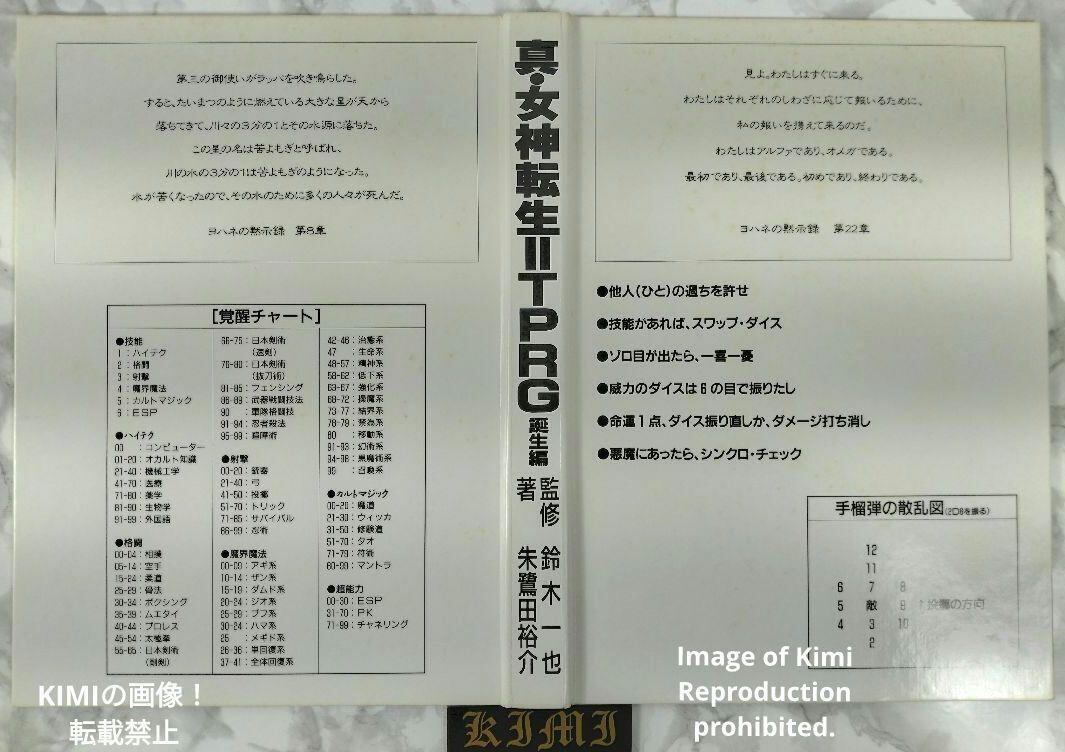 第三の御使いがラッパを吹き鳴らした。
すると、たいまつのように燃えている大きな星が天から
落ちてきて、川々の3分の1とその水源に落ちた。
この星の名は苦よもぎと呼ばれ、
川の水の3分の1は苦よもぎのようになった。
水が苦くなったので、その水のために多くの人々が死んだ。
ヨハネの黙示録 第8章
[覚醒チャート]
●技能
1:ハイテク
2:格闘
3:射撃
4:魔界魔法
5:カルトマジック
6:ESP
●ハイテク
00 :コンピューター
01-20:オカルト知識
21-40:機械工学
41-70:医療
71-80:薬学
81-90:生物学
91-99:外国語
●格闘
00-04:相撲
05-14:空手
15-24:柔道
25-29:骨法
30-34:ボクシング
35-39:ムエタイ
40-44:プロレス
45-54:太極拳
55-65:日本剣術
(剛剣)
66-75:日本剣術
(速剣)
76-80:日本剣術
(抜刀術)
81-85:フェンシング
86-89:武器戦闘技法
90 :軍隊格闘技
91-94:忍者殺法
95-99:喧嘩術
●射撃
00-20:銃器
21-40:弓
41-50:投擲
51-70:トリック
71-85:サバイバル
86-99:忍術
●魔界魔法
00-09:アギ系
10-14:ザン系
15-19:ダムド系
20-24:ジオ系
25-29:ブフ系
30-24:ハマ系
25 :メギド系
26-36:単回復系
37-41:全体回復系
42-46:治癒系
47 :生命系
48-57:精神系
58-62:低下系
63-67:強化系
68-72:操魔系
73-77:結界系
78-79:禁忌系
80 :移動系
91-93:幻術系
94-98:黒魔術系
99 :召喚系
●カルトマジック
00-20:魔道
21-30:ウィッカ
31-50:修験道
51-70:タオ
71-79:符術
80-99:マントラ
●超能力
00-30:ESP
31-70:PK
71-99:チャネリング
真・女神転生IITPRG
誕生編
監修 鈴木一也
著 朱鷺田裕介
見よ。わたしはすぐに来る。
わたしはそれぞれのしわざに応じて報いるために、
私の報いを携えて来るのだ。
わたしはアルファであり、オメガである。
最初であり、最後である。初めであり、終わりである。
ヨハネの黙示録 第22章
●他人(ひと)の過ちを許せ
●技能があれば、スワップ・ダイス
●ゾロ目が出たら、一喜一憂
●威力のダイスは6の目で振りたし
●命運1点、ダイス振り直しか、ダメージ打ち消し
●悪魔にあったら、シンクロ・チェック
手榴弾の散乱図(2D6を振る)
12
11
6 7 8
5 敵 9 ↑投擲の方向
4 3 10
2
KIMIの画像!
転載禁止
KIMI
Image of Kimi
Reproduction
prohibited.